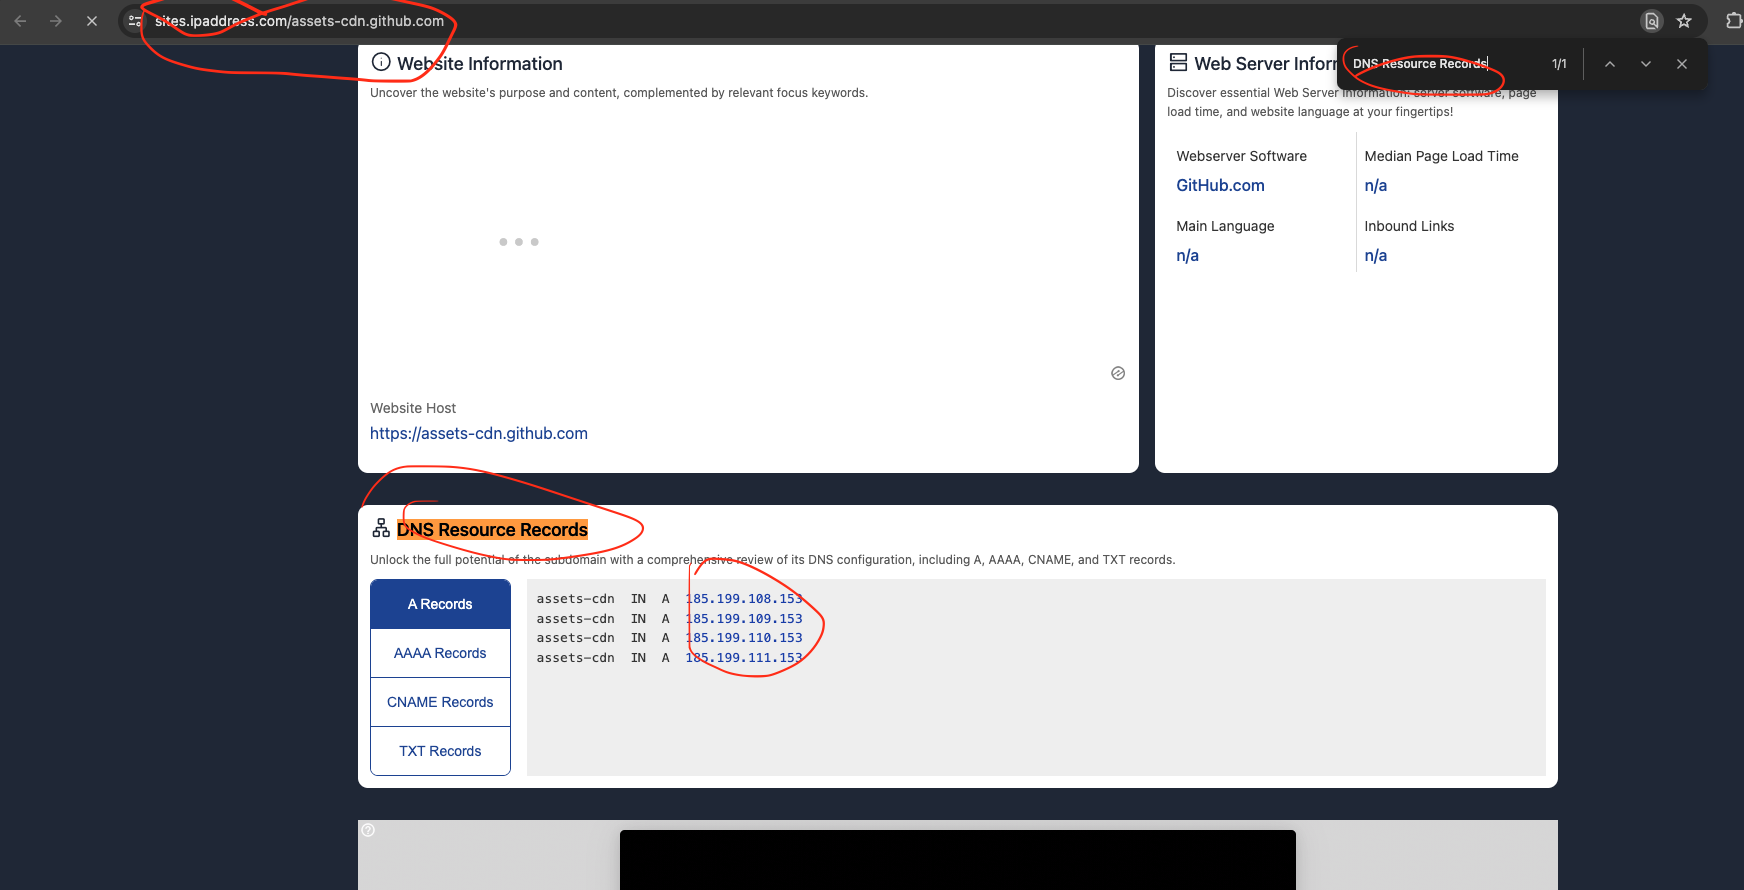 sites.ipaddress.com/assets-cdn.github.com
DNS Resource Records
1/1
Website Information
Uncover the website's purpose and content, complemented by relevant focus keywords.
Website Host
https://assets-cdn.github.com
Web Server Inforr
Discover essential Web Server Information: server software, page
load time, and website language at your fingertips!
Webserver Software
GitHub.com
Median Page Load Time
n/a
Main Language
n/a
Inbound Links
n/a
DNS Resource Records
Unlock the full potential of the subdomain with a comprehensive review of its DNS configuration, including A, AAAA, CNAME, and TXT records.
A Records
AAAA Records
CNAME Records
TXT Records
assets-cdn IN A 185.199.108.153
assets-cdn IN A 185.199.109.153
assets-cdn IN A 185.199.110.153
assets-cdn IN A 185.199.111.153